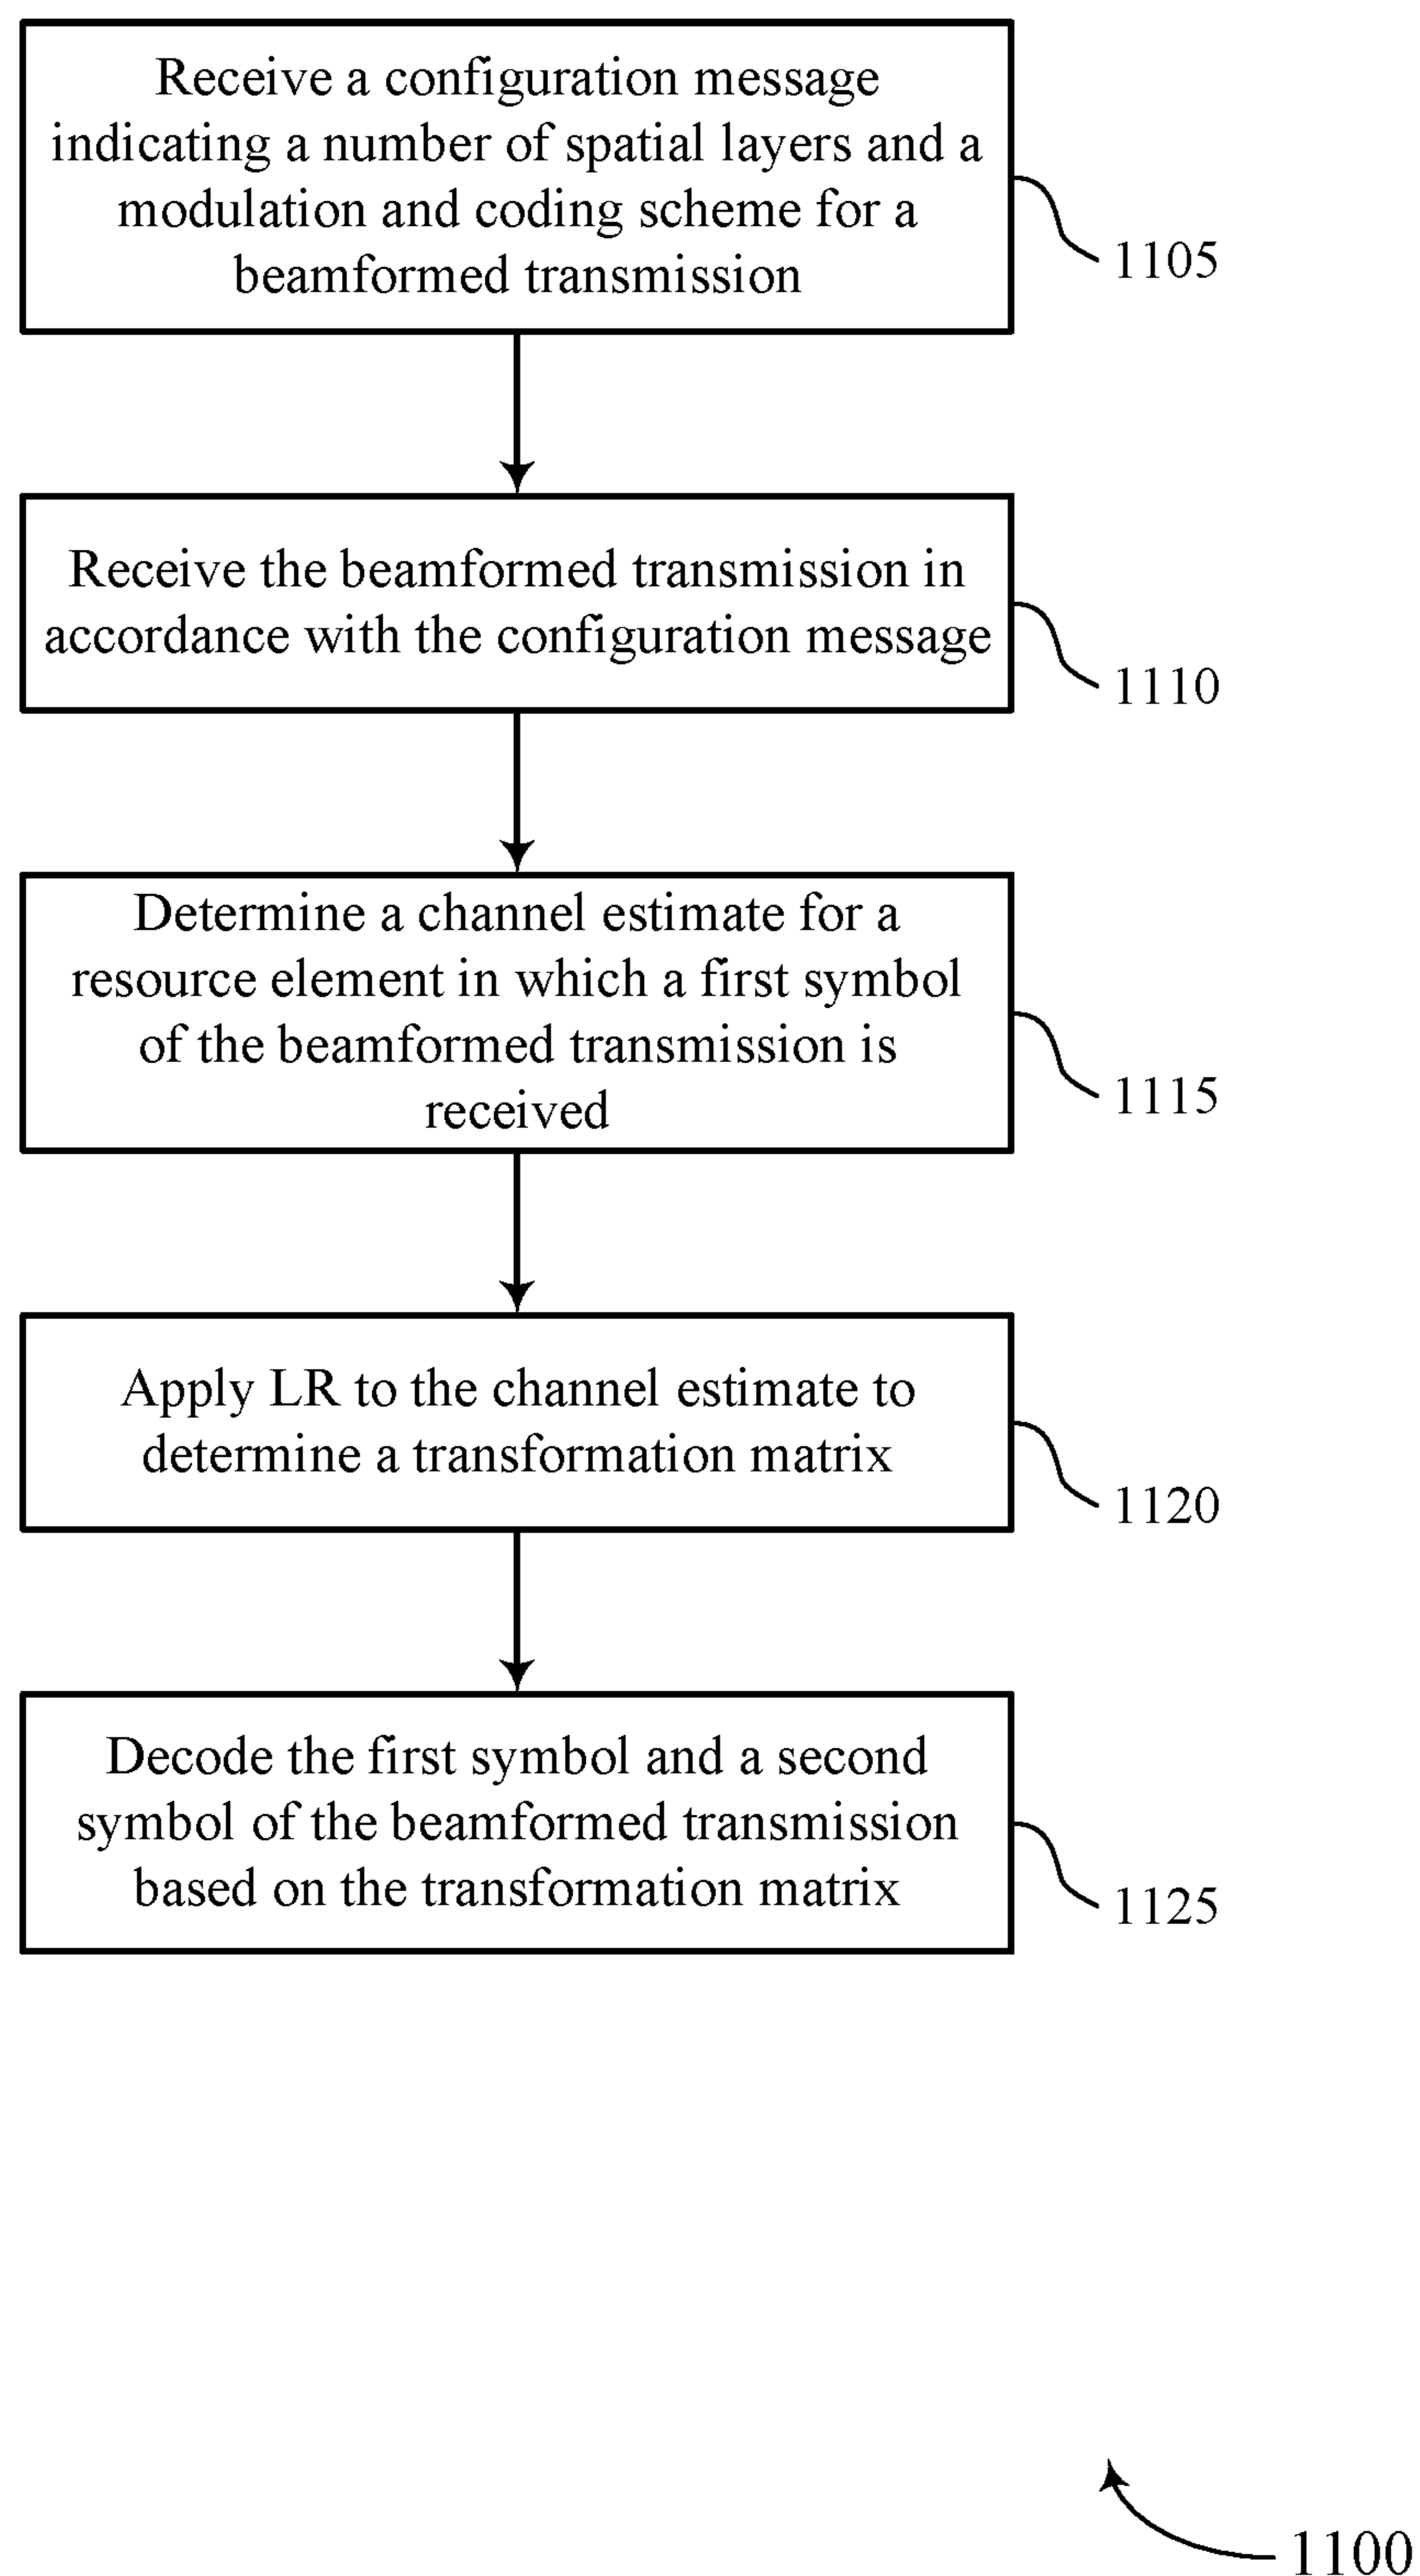 Receive a configuration message
indicating a number of spatial layers and a
modulation and coding scheme for a
beamformed transmission
1105
Receive the beamformed transmission in
accordance with the configuration message
1110
Determine a channel estimate for a
resource element in which a first symbol
of the beamformed transmission is
received
1115
Apply LR to the channel estimate to
determine a transformation matrix
1120
Decode the first symbol and a second
symbol of the beamformed transmission
based on the transformation matrix
1125
1100